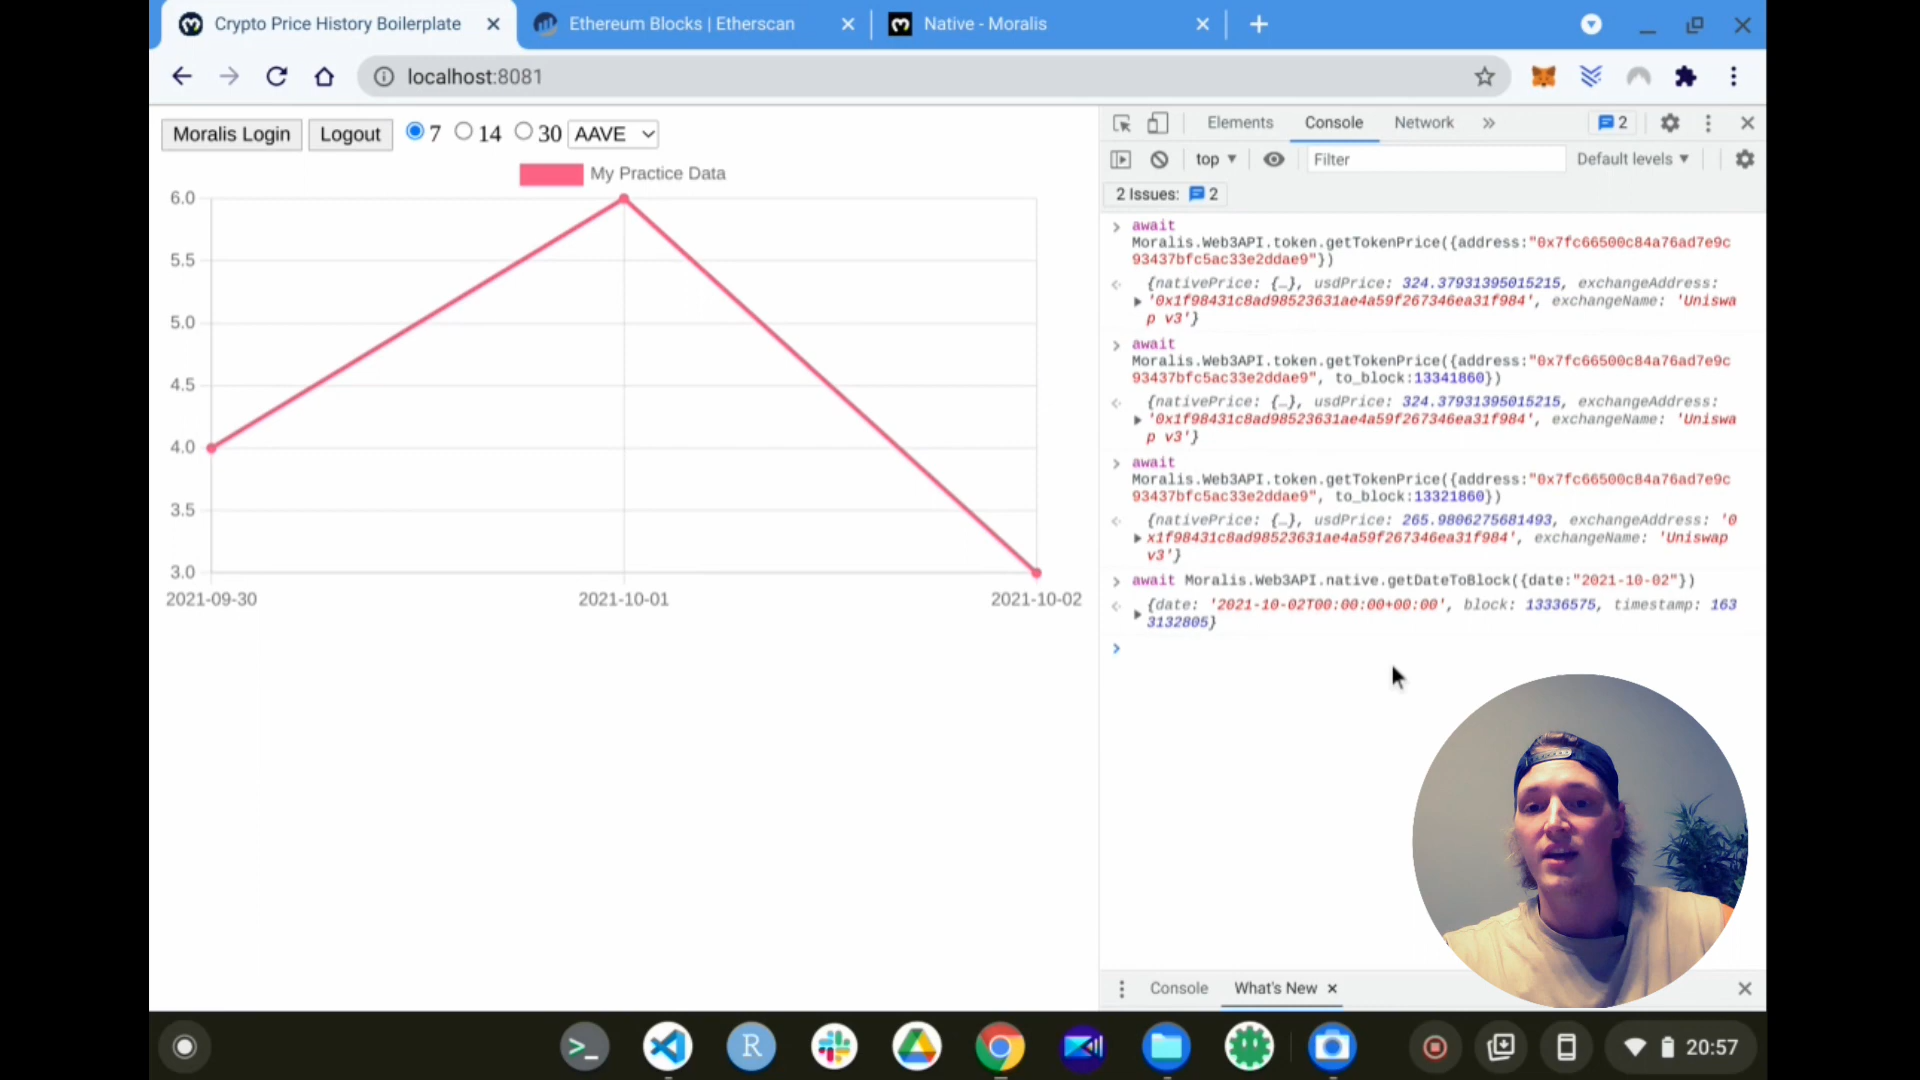 Crypto Price History Boilerplate
Ethereum Blocks | Etherscan
Native - Moralis
localhost:8081
Moralis Login
Logout
7
14
30
AAVE
My Practice Data
6.0
5.5
5.0
4.5
4.0
3.5
3.0
2021-09-30
2021-10-01
2021-10-02
Elements
Console
Network
»
2
top
Filter
Default levels
2 Issues:
2
> await
Moralis.Web3API.token.getTokenPrice({address:"0x7fc66500c84a76ad7e9c
93437bfc5ac33e2ddae9"})
{nativePrice: {…}, usdPrice: 324.37931395015215, exchangeAddress:
'0x1f98431c8ad98523631ae4a59f267346ea31f984', exchangeName: 'Uniswa
p v3'}
> await
Moralis.Web3API.token.getTokenPrice({address:"0x7fc66500c84a76ad7e9c
93437bfc5ac33e2ddae9", to_block:13341860})
{nativePrice: {…}, usdPrice: 324.37931395015215, exchangeAddress:
'0x1f98431c8ad98523631ae4a59f267346ea31f984', exchangeName: 'Uniswa
p v3'}
> await
Moralis.Web3API.token.getTokenPrice({address:"0x7fc66500c84a76ad7e9c
93437bfc5ac33e2ddae9", to_block:13321860})
{nativePrice: {…}, usdPrice: 265.9806275681493, exchangeAddress: '0
x1f98431c8ad98523631ae4a59f267346ea31f984', exchangeName: 'Uniswap
v3'}
> await Moralis.Web3API.native.getDateToBlock({date:"2021-10-02"})
{date: '2021-10-02T00:00:00+00:00', block: 13336575, timestamp: 163
3132805}
>
Console
What's New
R
20:57